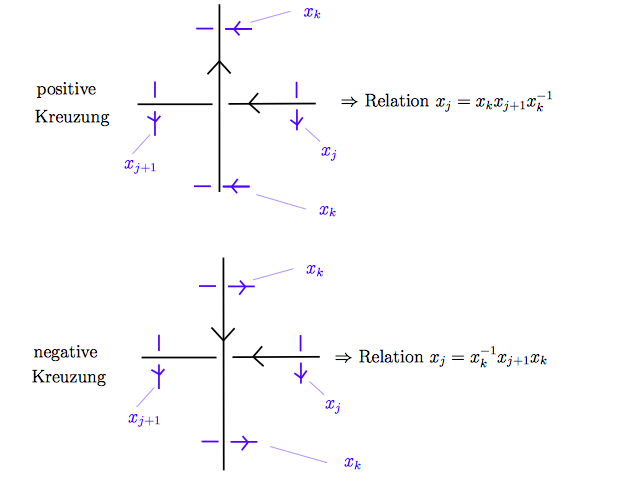 x_k
positive
Kreuzung
⇒ Relation x_j = x_k x_{j+1} x_k^{-1}
x_{j+1}
x_j
x_k
x_k
negative
Kreuzung
⇒ Relation x_j = x_k^{-1} x_{j+1} x_k
x_{j+1}
x_j
x_k